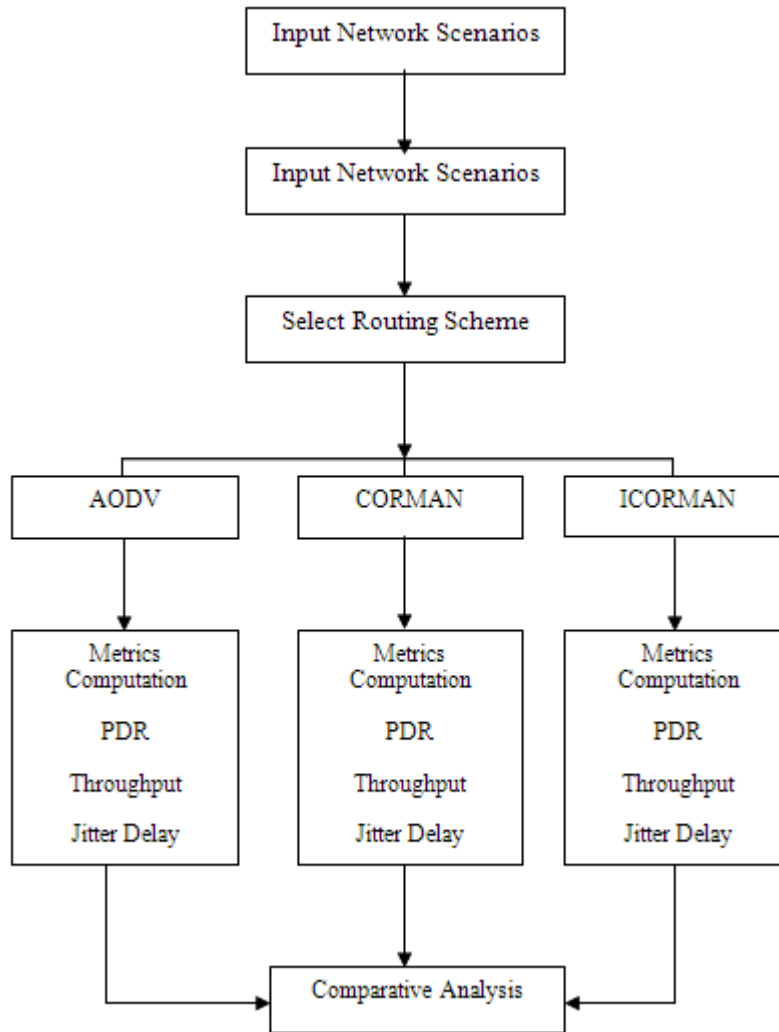 Input Network Scenarios
Input Network Scenarios
Select Routing Scheme
AODV
CORMAN
ICORMAN
Metrics
Computation
PDR
Throughput
Jitter Delay
Metrics
Computation
PDR
Throughput
Jitter Delay
Metrics
Computation
PDR
Throughput
Jitter Delay
Comparative Analysis